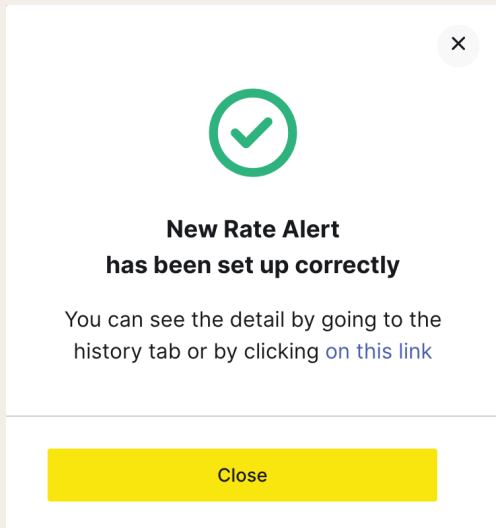 New Rate Alert
has been set up correctly
You can see the detail by going to the
history tab or by clicking on this link
Close